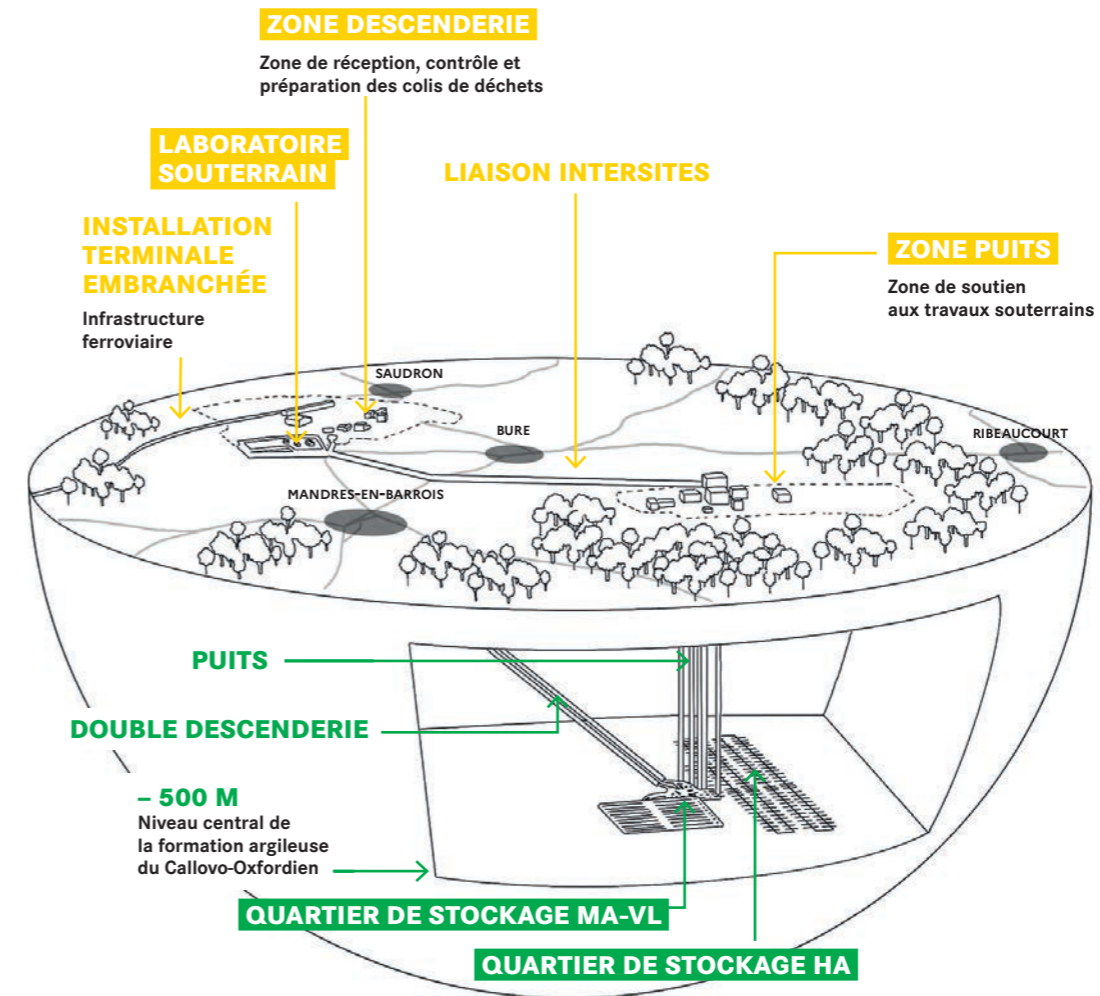 ZONE DESCENDERIE
Zone de réception, contrôle et
préparation des colis de déchets
LABORATOIRE
SOUTERRAIN
LIAISON INTERSITES
INSTALLATION
TERMINALE
EMBRANCHÉE
Infrastructure
ferroviaire
ZONE PUITS
Zone de soutien
aux travaux souterrains
SAUDRON
BURE
RIBEAUCOURT
MANDRES-EN-BARROIS
PUITS
DOUBLE DESCENDERIE
– 500 M
Niveau central de
la formation argileuse
du Callovo-Oxfordien
QUARTIER DE STOCKAGE MA-VL
QUARTIER DE STOCKAGE HA